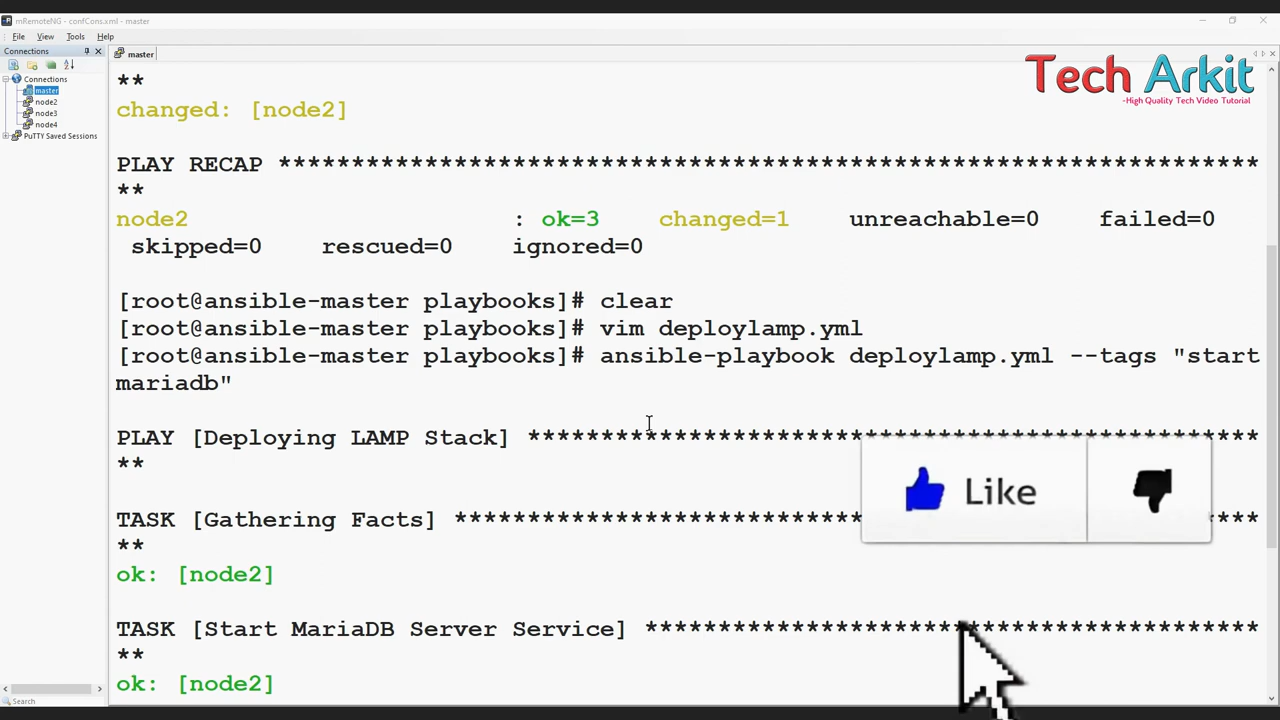 mRemoteNG - confCons.xml - master
File View Tools Help
Connections
master
Connections
master
node2
node3
node4
PuTTY Saved Sessions
Search
Tech Arkit
-High Quality Tech Video Tutorial
**
changed: [node2]
PLAY RECAP *******************************************************************
**
node2 : ok=3 changed=1 unreachable=0 failed=0
skipped=0 rescued=0 ignored=0
[root@ansible-master playbooks]# clear
[root@ansible-master playbooks]# vim deploylamp.yml
[root@ansible-master playbooks]# ansible-playbook deploylamp.yml --tags "start
mariadb"
PLAY [Deploying LAMP Stack] **************************************************
**
TASK [Gathering Facts] *******************************************************
**
ok: [node2]
TASK [Start MariaDB Server Service] ******************************************
**
ok: [node2]
Like